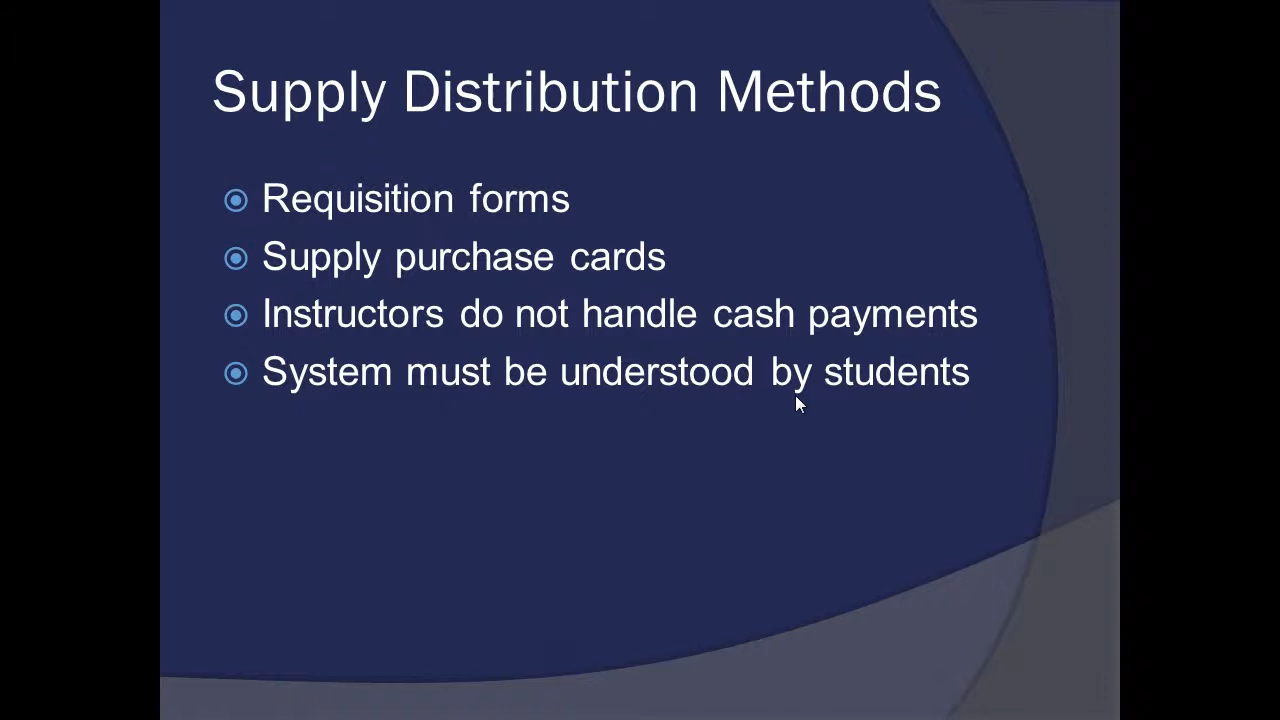 Supply Distribution Methods
Requisition forms
Supply purchase cards
Instructors do not handle cash payments
System must be understood by students